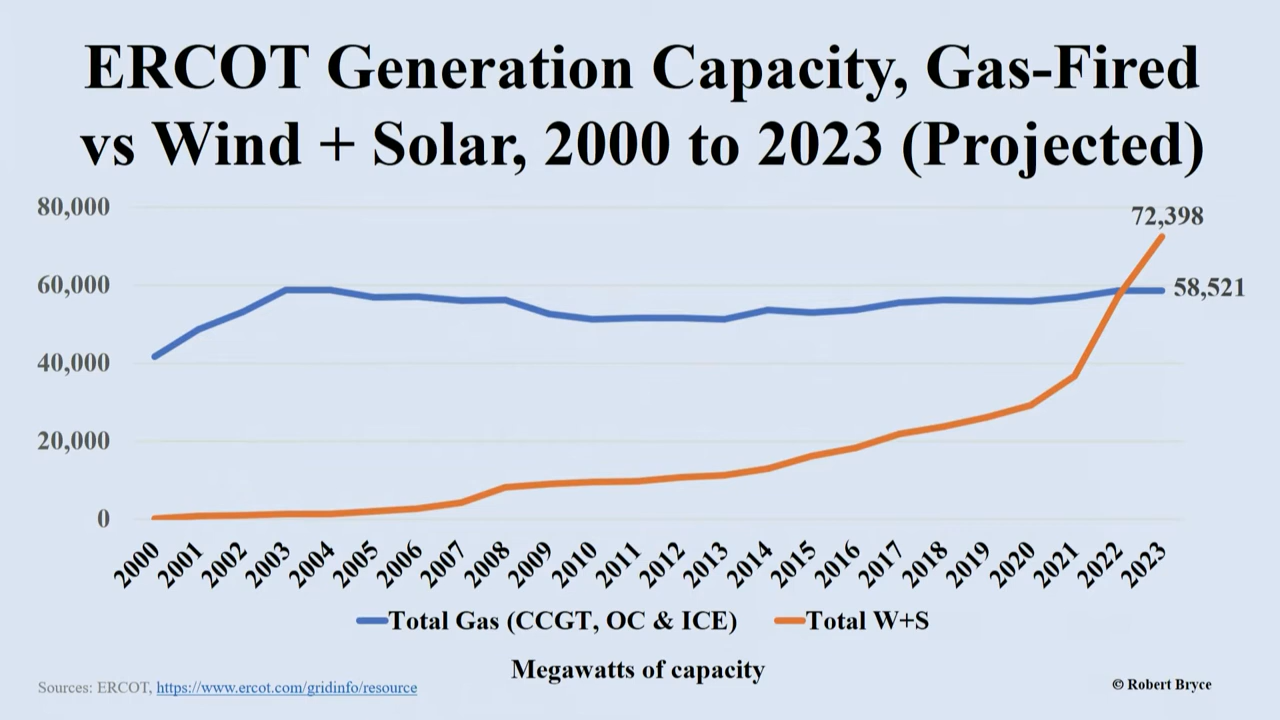 ERCOT Generation Capacity, Gas-Fired
vs Wind + Solar, 2000 to 2023 (Projected)
80,000
72,398
60,000
58,521
40,000
20,000
0
2000 2001 2002 2003 2004 2005 2006 2007 2008 2009 2010 2011 2012 2013 2014 2015 2016 2017 2018 2019 2020 2021 2022 2023
Total Gas (CCGT, OC & ICE) Total W+S
Megawatts of capacity
Sources: ERCOT, https://www.ercot.com/gridinfo/resource
© Robert Bryce